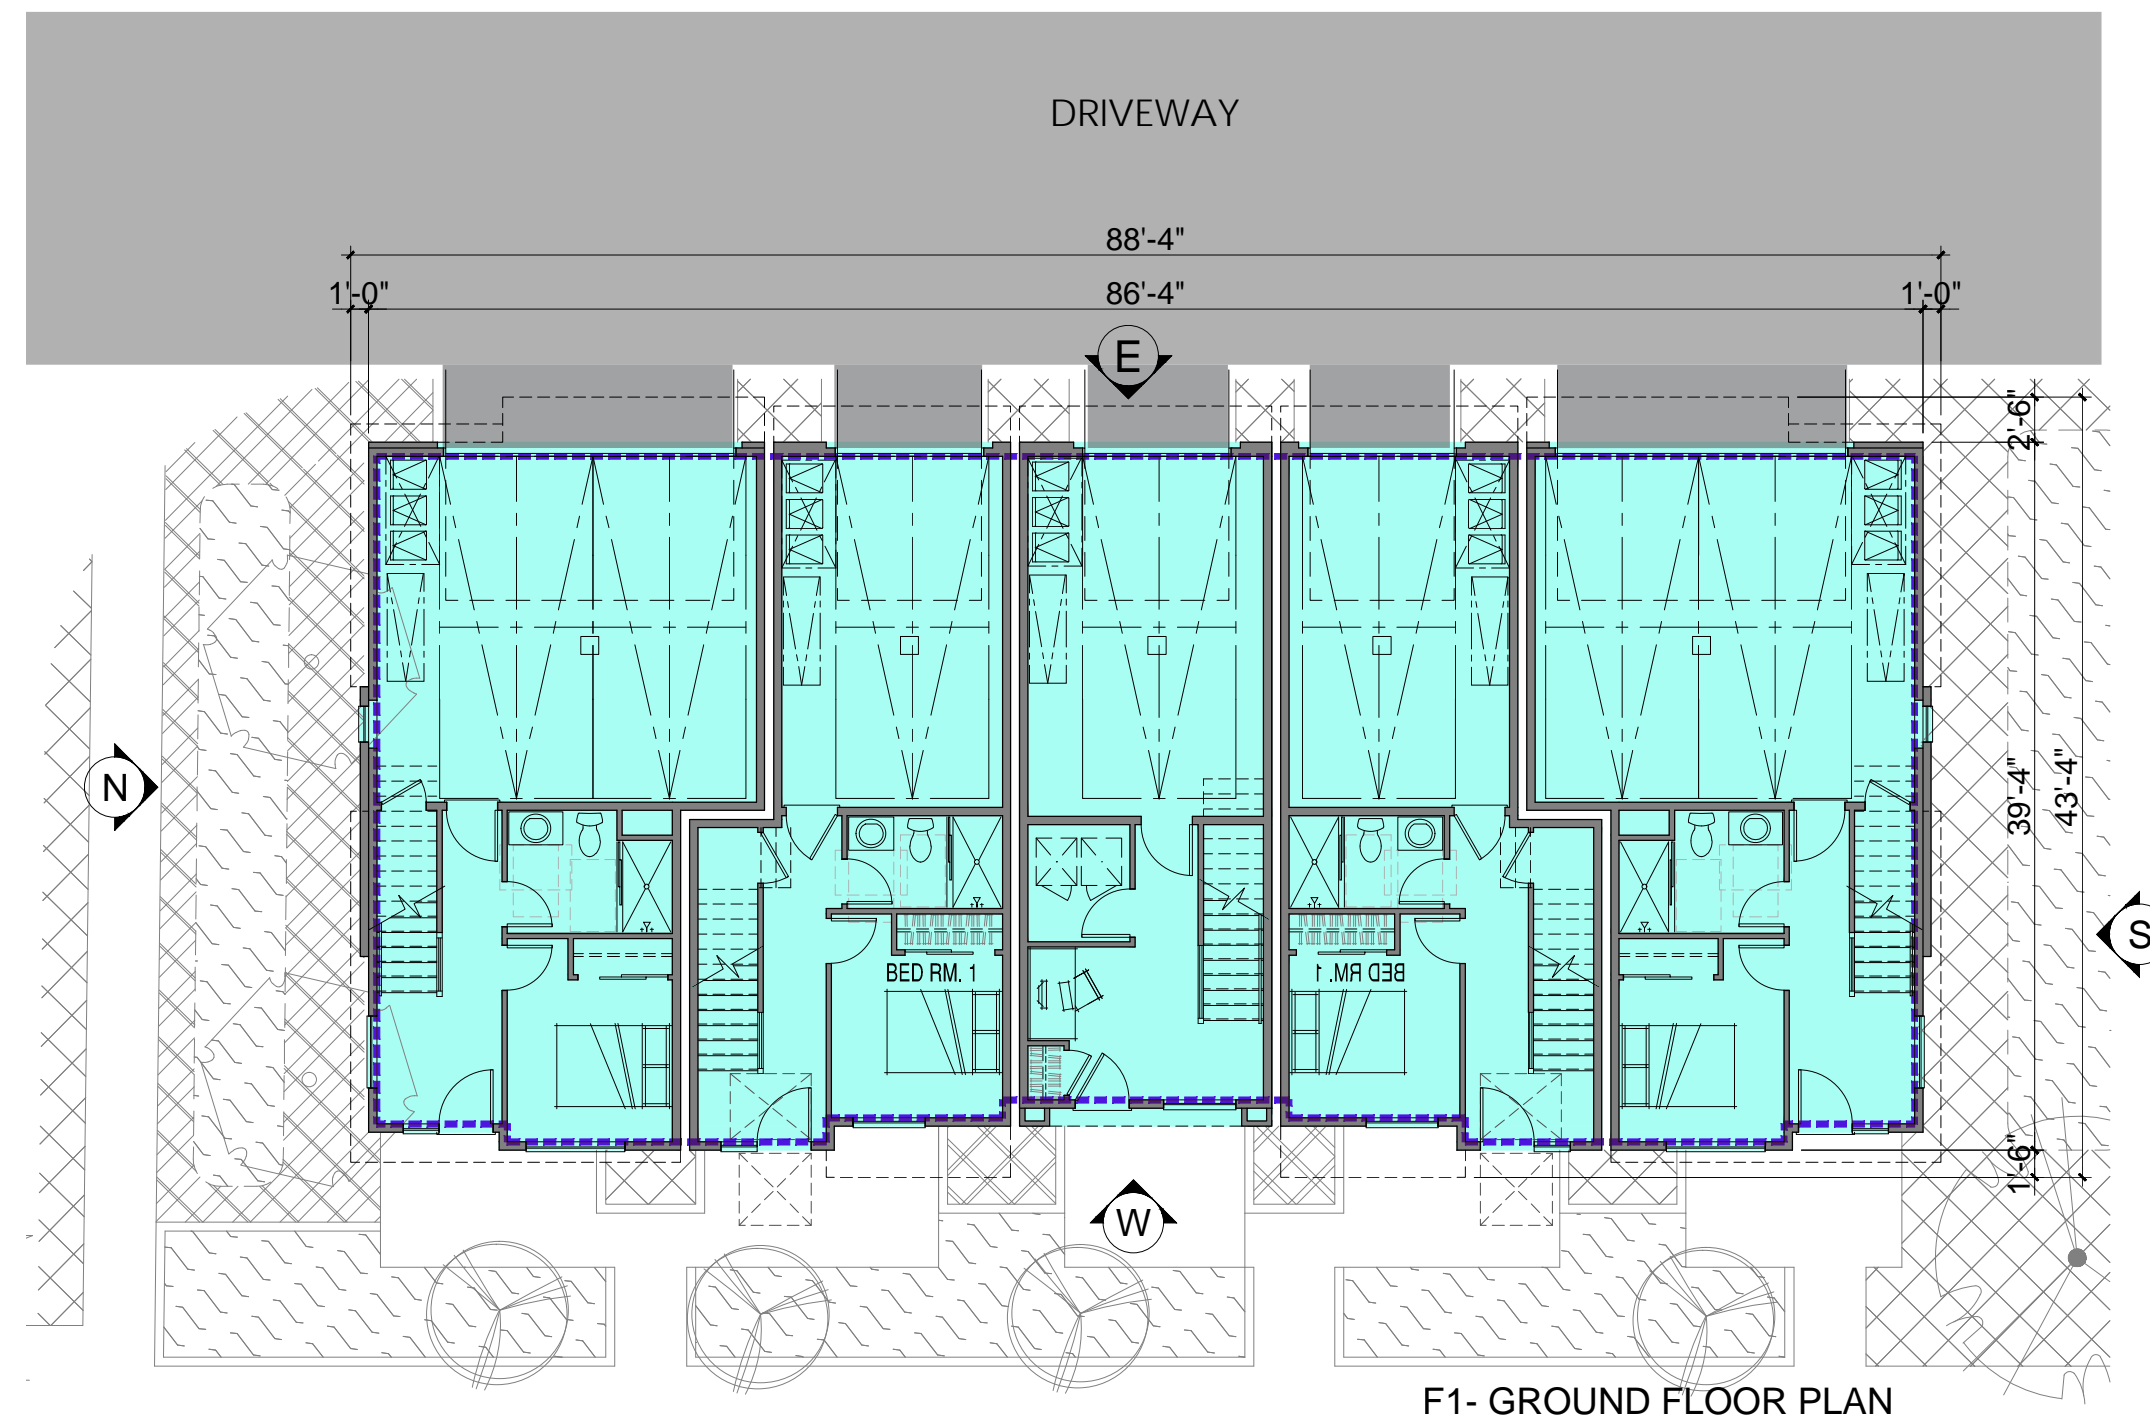 DRIVEWAY
88'-4"
1'-0"
86'-4"
1'-0"
E
2'-6"
N
39'-4"
43'-4"
S
BED RM. 1
BED RM. 1
1'-6"
W
F1- GROUND FLOOR PLAN